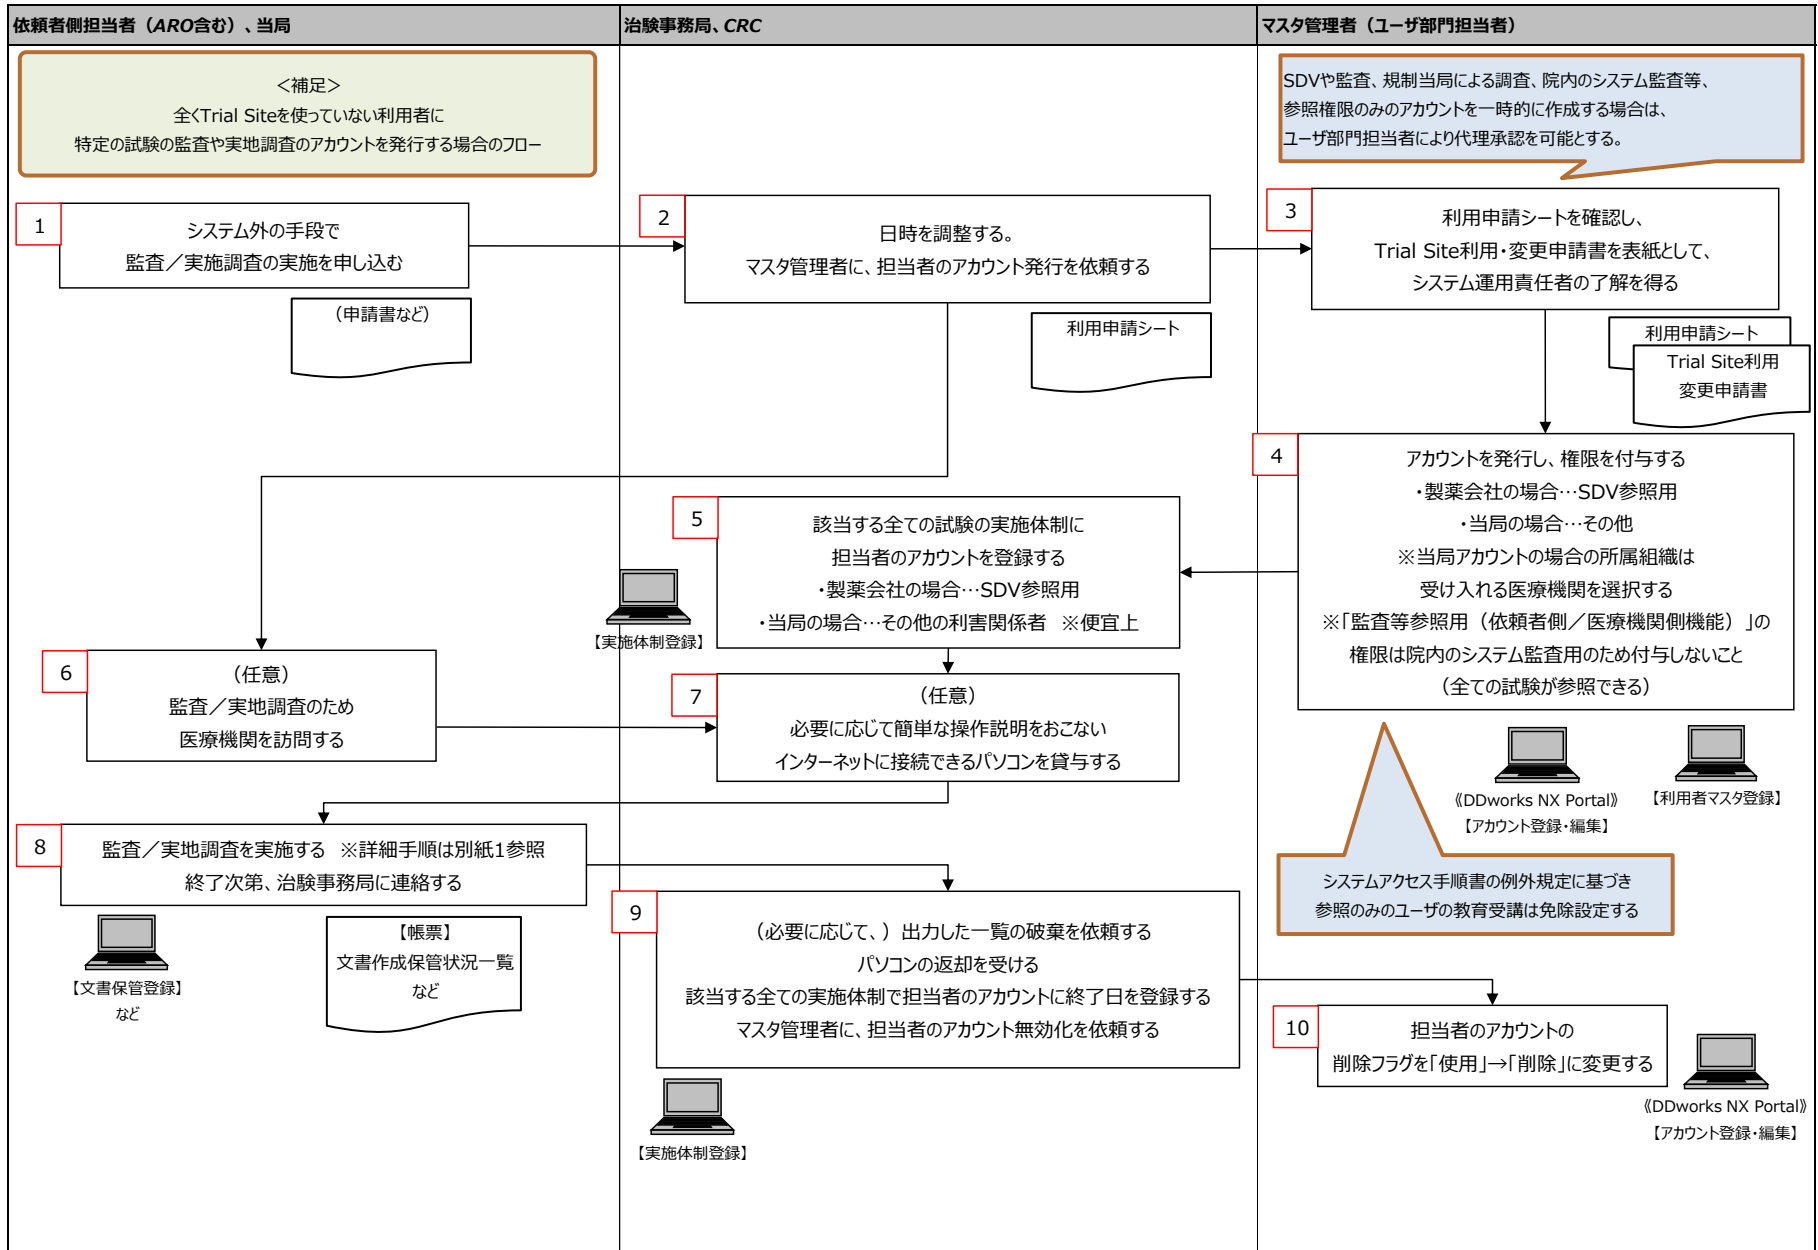 依頼者側担当者（ARO含む）、当局
治験事務局、CRC
マスタ管理者（ユーザ部門担当者）
＜補足＞
全くTrial Siteを使っていない利用者に
特定の試験の監査や実地調査のアカウントを発行する場合のフロー
SDVや監査、規制当局による調査、院内のシステム監査等、
参照権限のみのアカウントを一時的に作成する場合は、
ユーザ部門担当者により代理承認を可能とする。
1
システム外の手段で
監査／実施調査の実施を申し込む
（申請書など）
2
日時を調整する。
マスタ管理者に、担当者のアカウント発行を依頼する
利用申請シート
3
利用申請シートを確認し、
Trial Site利用・変更申請書を表紙として、
システム運用責任者の了解を得る
利用申請シート
Trial Site利用
変更申請書
4
アカウントを発行し、権限を付与する
・製薬会社の場合…SDV参照用
・当局の場合…その他
※当局アカウントの場合の所属組織は
受け入れる医療機関を選択する
※「監査等参照用（依頼者側／医療機関側機能）」の
権限は院内のシステム監査用のため付与しないこと
（全ての試験が参照できる）
《DDworks NX Portal》
【アカウント登録・編集】
【利用者マスタ登録】
システムアクセス手順書の例外規定に基づき
参照のみのユーザの教育受講は免除設定する
5
該当する全ての試験の実施体制に
担当者のアカウントを登録する
・製薬会社の場合…SDV参照用
・当局の場合…その他の利害関係者　※便宜上
【実施体制登録】
6
（任意）
監査／実地調査のため
医療機関を訪問する
7
（任意）
必要に応じて簡単な操作説明をおこない
インターネットに接続できるパソコンを貸与する
8
監査／実地調査を実施する　※詳細手順は別紙1参照
終了次第、治験事務局に連絡する
【文書保管登録】
など
【帳票】
文書作成保管状況一覧
など
9
（必要に応じて、）出力した一覧の破棄を依頼する
パソコンの返却を受ける
該当する全ての実施体制で担当者のアカウントに終了日を登録する
マスタ管理者に、担当者のアカウント無効化を依頼する
【実施体制登録】
10
担当者のアカウントの
削除フラグを「使用」→「削除」に変更する
《DDworks NX Portal》
【アカウント登録・編集】